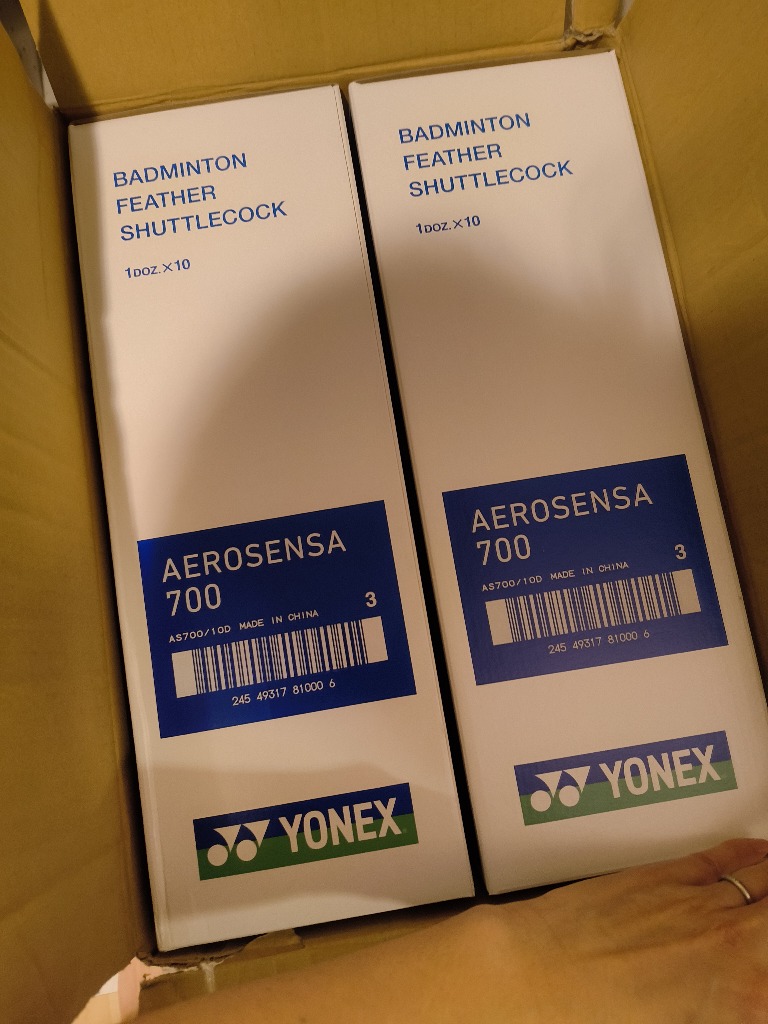 BADMINTON
FEATHER
SHUTTLECOCK
1DOZ.×10
AEROSENSA
700
AS700/10D MADE IN CHINA
3
245 49317 81000 6
YONEX
BADMINTON
FEATHER
SHUTTLECOCK
1DOZ.×10
AEROSENSA
700
AS700/10D MADE IN CHINA
3
245 49317 81000 6
YONEX